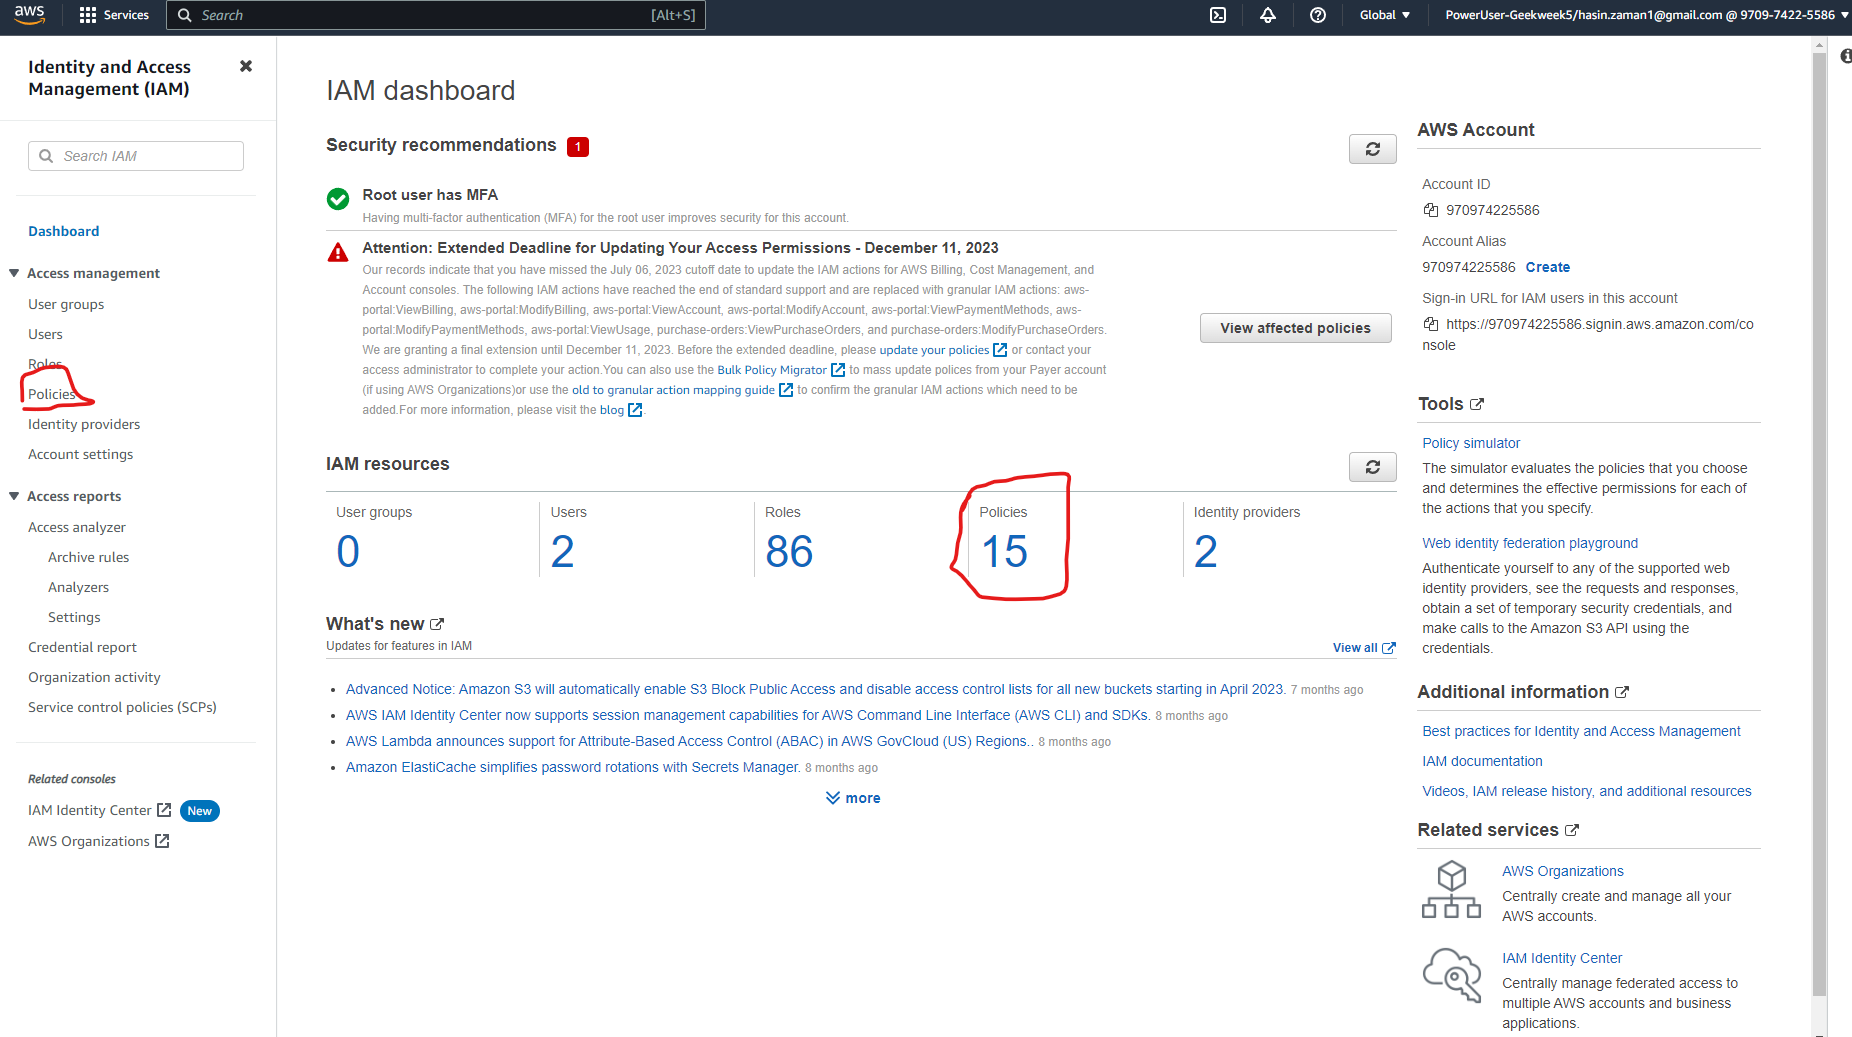 aws
Services
Search
[Alt+S]
Global
PowerUser-Geekweek5/hasin.zaman1@gmail.com @ 9709-7422-5586
Identity and Access
Management (IAM)
Search IAM
Dashboard
Access management
User groups
Users
Roles
Policies
Identity providers
Account settings
Access reports
Access analyzer
Archive rules
Analyzers
Settings
Credential report
Organization activity
Service control policies (SCPs)
Related consoles
IAM Identity Center
New
AWS Organizations
IAM dashboard
Security recommendations 1
Root user has MFA
Having multi-factor authentication (MFA) for the root user improves security for this account.
Attention: Extended Deadline for Updating Your Access Permissions - December 11, 2023
Our records indicate that you have missed the July 06, 2023 cutoff date to update the IAM actions for AWS Billing, Cost Management, and
Account consoles. The following IAM actions have reached the end of standard support and are replaced with granular IAM actions: aws-
portal:ViewBilling, aws-portal:ModifyBilling, aws-portal:ViewAccount, aws-portal:ModifyAccount, aws-portal:ViewPaymentMethods, aws-
portal:ModifyPaymentMethods, aws-portal:ViewUsage, purchase-orders:ViewPurchaseOrders, and purchase-orders:ModifyPurchaseOrders.
We are granting a final extension until December 11, 2023. Before the extended deadline, please update your policies or contact your
access administrator to complete your action.You can also use the Bulk Policy Migrator to mass update polices from your Payer account
(if using AWS Organizations)or use the old to granular action mapping guide to confirm the granular IAM actions which need to be
added.For more information, please visit the blog .
View affected policies
IAM resources
User groups
0
Users
2
Roles
86
Policies
15
Identity providers
2
What's new
Updates for features in IAM
View all
Advanced Notice: Amazon S3 will automatically enable S3 Block Public Access and disable access control lists for all new buckets starting in April 2023. 7 months ago
AWS IAM Identity Center now supports session management capabilities for AWS Command Line Interface (AWS CLI) and SDKs. 8 months ago
AWS Lambda announces support for Attribute-Based Access Control (ABAC) in AWS GovCloud (US) Regions.. 8 months ago
Amazon ElastiCache simplifies password rotations with Secrets Manager. 8 months ago
more
AWS Account
Account ID
970974225586
Account Alias
970974225586 Create
Sign-in URL for IAM users in this account
https://970974225586.signin.aws.amazon.com/co
nsole
Tools
Policy simulator
The simulator evaluates the policies that you choose
and determines the effective permissions for each of
the actions that you specify.
Web identity federation playground
Authenticate yourself to any of the supported web
identity providers, see the requests and responses,
obtain a set of temporary security credentials, and
make calls to the Amazon S3 API using the
credentials.
Additional information
Best practices for Identity and Access Management
IAM documentation
Videos, IAM release history, and additional resources
Related services
AWS Organizations
Centrally create and manage all your
AWS accounts.
IAM Identity Center
Centrally manage federated access to
multiple AWS accounts and business
applications.